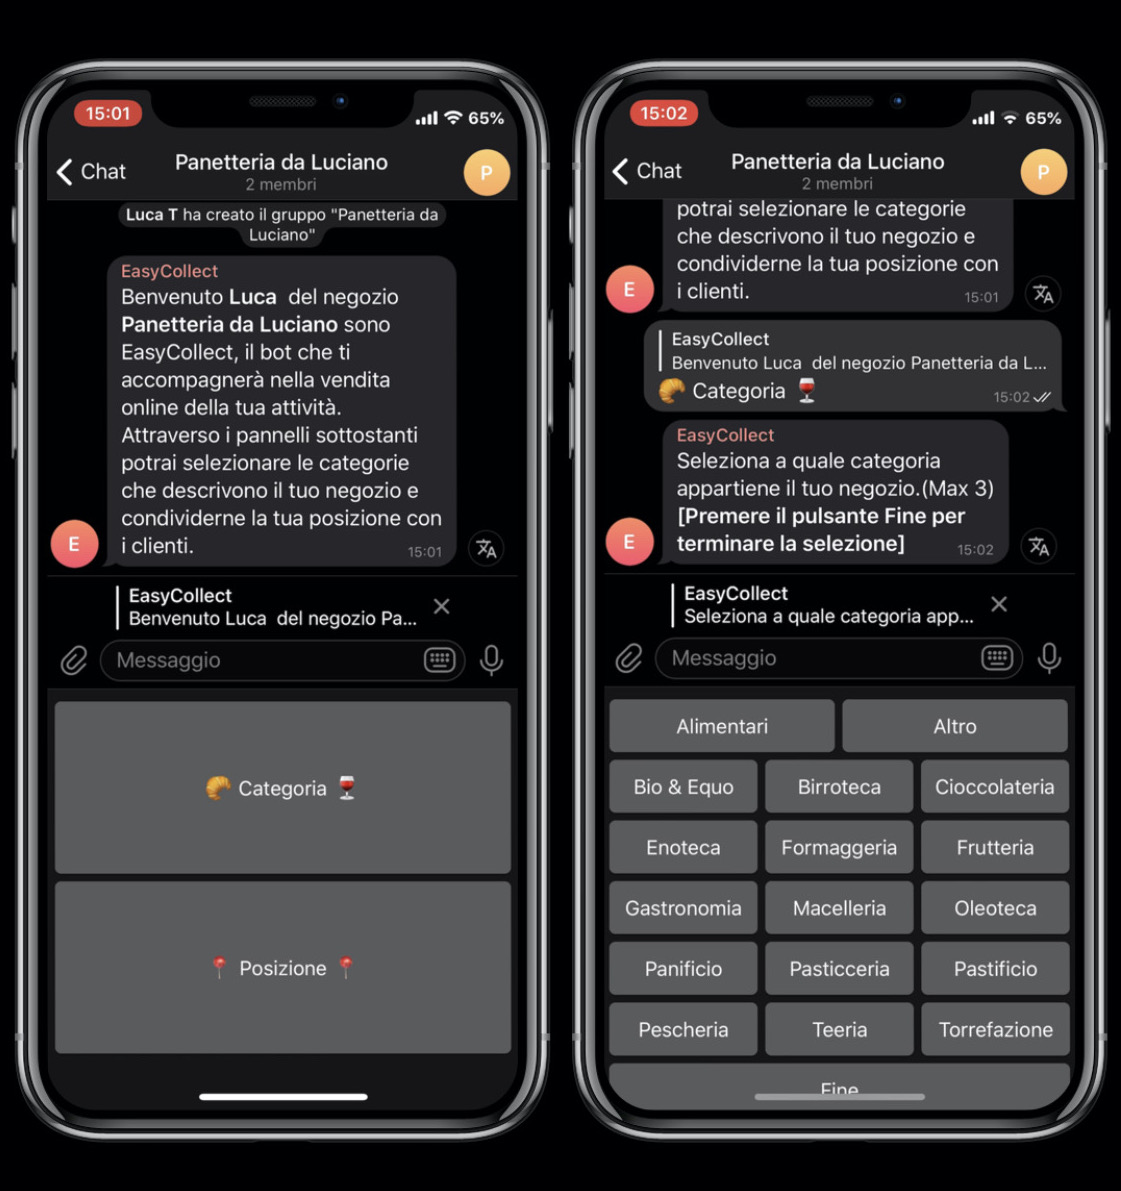 15:01
65%
Chat
Panetteria da Luciano
2 membri
P
Luca T ha creato il gruppo "Panetteria da
Luciano"
EasyCollect
Benvenuto Luca  del negozio
Panetteria da Luciano sono
EasyCollect, il bot che ti
accompagnerà nella vendita
online della tua attività.
Attraverso i pannelli sottostanti
potrai selezionare le categorie
che descrivono il tuo negozio e
condividerne la tua posizione con
i clienti.
15:01
E
EasyCollect
Benvenuto Luca  del negozio Pa...
Messaggio
🥐 Categoria 🍷
📍 Posizione 📍
15:02
65%
Chat
Panetteria da Luciano
2 membri
P
potrai selezionare le categorie
che descrivono il tuo negozio e
condividerne la tua posizione con
i clienti.
15:01
E
EasyCollect
Benvenuto Luca  del negozio Panetteria da L...
🥐 Categoria 🍷
15:02
EasyCollect
Seleziona a quale categoria
appartiene il tuo negozio.(Max 3)
[Premere il pulsante Fine per
terminare la selezione]
15:02
E
EasyCollect
Seleziona a quale categoria app...
Messaggio
Alimentari
Altro
Bio & Equo
Birroteca
Cioccolateria
Enoteca
Formaggeria
Frutteria
Gastronomia
Macelleria
Oleoteca
Panificio
Pasticceria
Pastificio
Pescheria
Teeria
Torrefazione
Fine